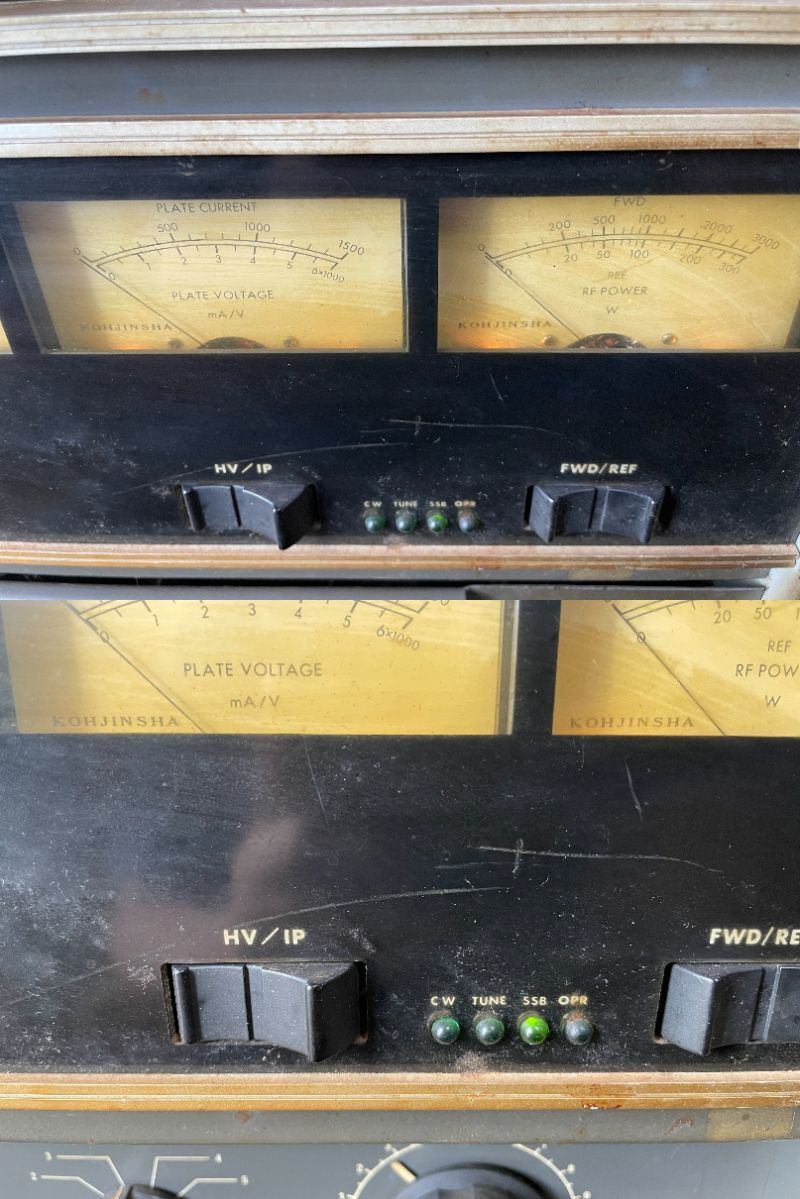 PLATE CURRENT
0 500 1000 1500
0 1 2 3 4 5 6×1000
PLATE VOLTAGE
mA/V
KOHJINSHA
FWD
0 200 500 1000 2000 3000
0 20 50 100 200 300
REF
RF POWER
W
KOHJINSHA
HV/IP
CW TUNE SSB OPR
FWD/REF
0 1 2 3 4 5 6×1000
PLATE VOLTAGE
mA/V
KOHJINSHA
0 20 50
REF
RF POW
W
KOHJINSHA
HV/IP
CW TUNE SSB OPR
FWD/RE